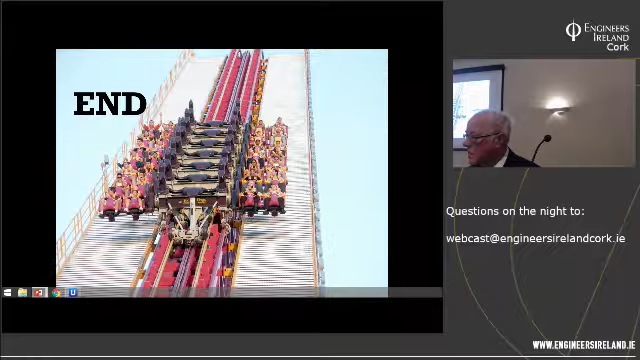 ENGINEERS
IRELAND
Cork
END
Questions on the night to:
webcast@engineersirelandcork.ie
WWW.ENGINEERSIRELAND.IE